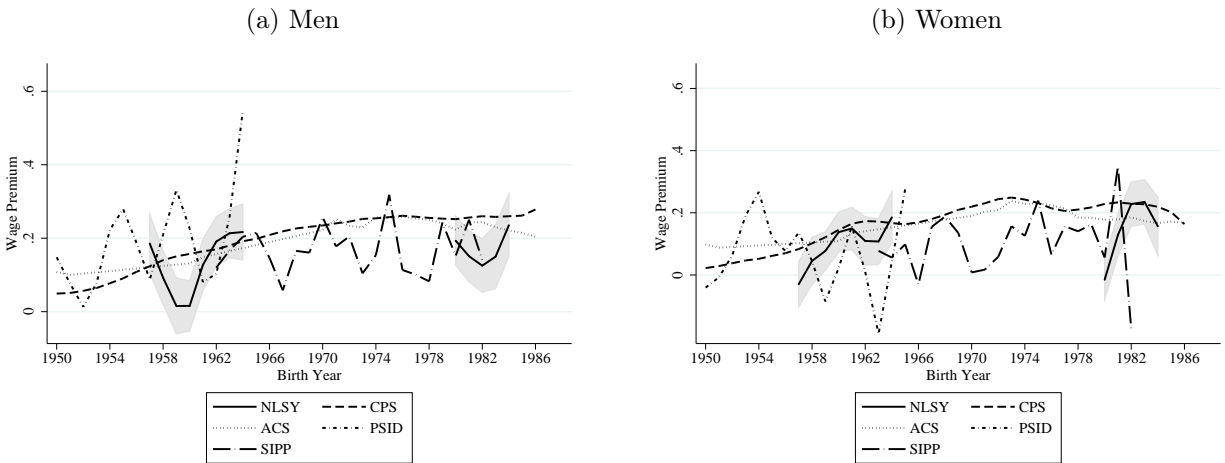 (a) Men
Wage Premium
.6
.4
.2
0
1950 1954 1958 1962 1966 1970 1974 1978 1982 1986
Birth Year
NLSY CPS
ACS PSID
SIPP
(b) Women
Wage Premium
.6
.4
.2
0
1950 1954 1958 1962 1966 1970 1974 1978 1982 1986
Birth Year
NLSY CPS
ACS PSID
SIPP